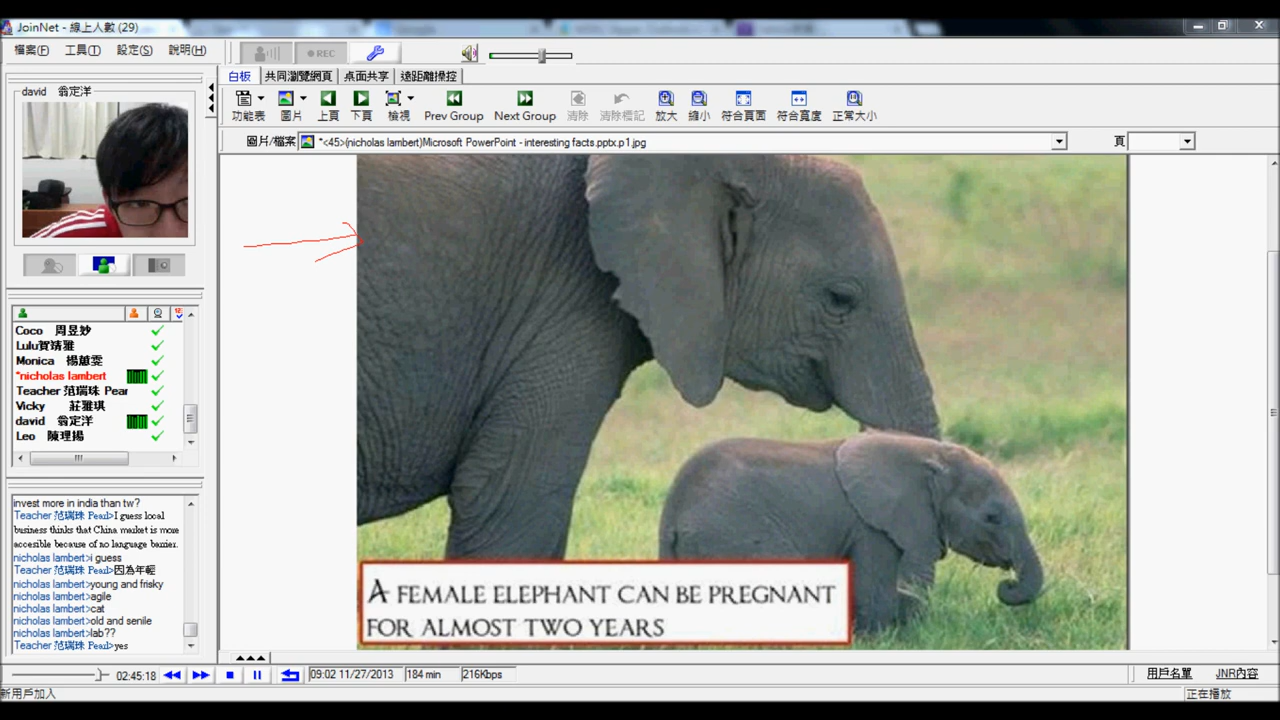 JoinNet - 線上人數 (29)
檔案(F) 工具(T) 設定(S) 說明(H)
REC
david 翁定洋
白板 共同瀏覽網頁 桌面共享 遠距離操控
功能表 圖片 上頁 下頁 檢視 Prev Group Next Group 清除 清除標記 放大 縮小 符合頁面 符合寬度 正常大小
圖片/檔案 *<45>(nicholas lambert)Microsoft PowerPoint - interesting facts.pptx.p1.jpg 頁
Coco 周昱妙
Lulu賀婧雅
Monica 楊蕙雯
*nicholas lambert
Teacher 范瑞珠 Pear
Vicky 莊雅琪
david 翁定洋
Leo 陳理揚
invest more in india than tw?
Teacher 范瑞珠 Pearl>I guess local
business thinks that China market is more
accesible because of no language barrier.
nicholas lambert>i guess
Teacher 范瑞珠 Pearl>因為年輕
nicholas lambert>young and frisky
nicholas lambert>agile
nicholas lambert>cat
nicholas lambert>old and senile
nicholas lambert>lab??
Teacher 范瑞珠 Pearl>yes
A FEMALE ELEPHANT CAN BE PREGNANT
FOR ALMOST TWO YEARS
02:45:18 09:02 11/27/2013 184 min 216Kbps 用戶名單 JNR內容
新用戶加入 正在播放